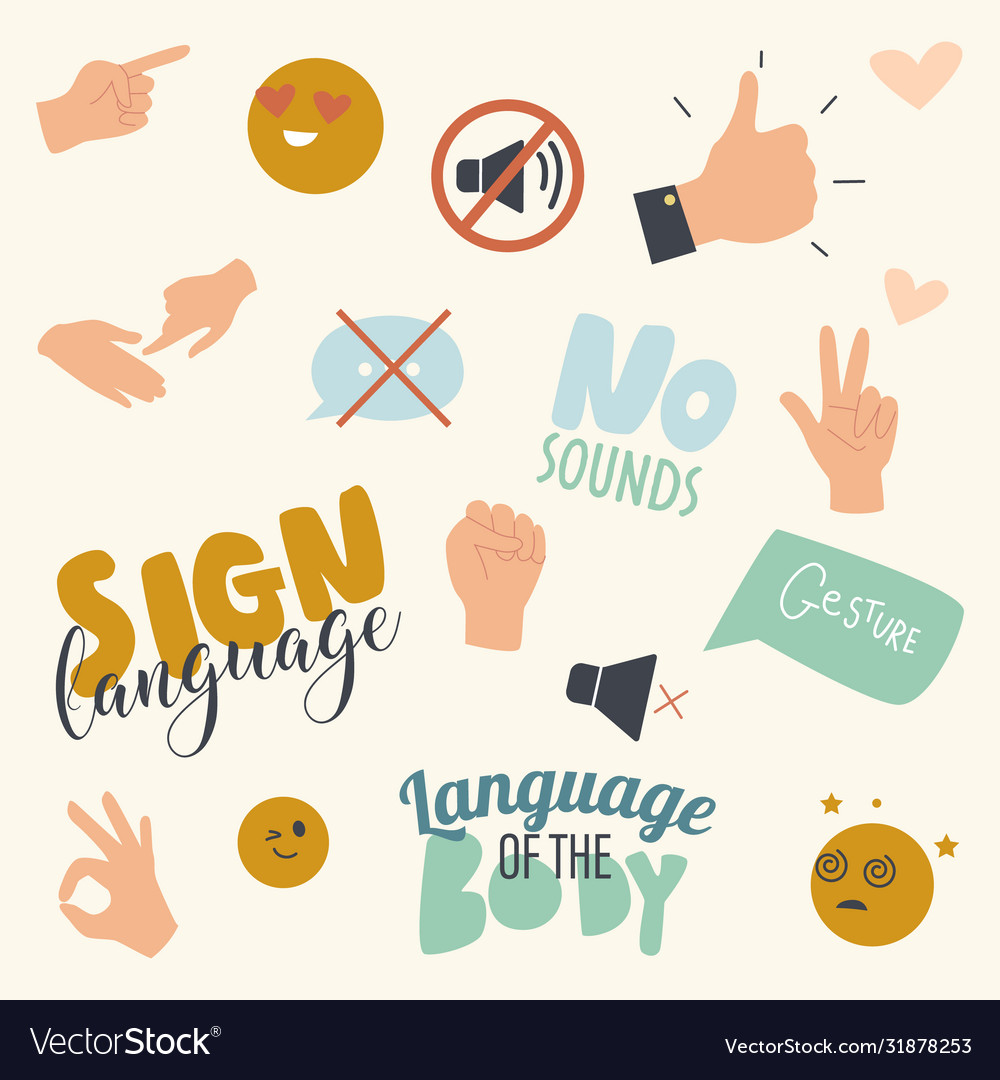 No
SOUNDS
SIGN
language
GESTURE
Language
OF THE
BODY
VectorStock®
VectorStock.com/31878253